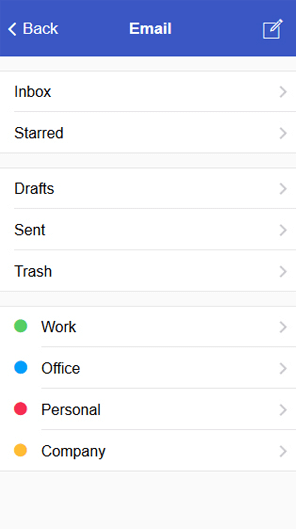 Back
Email
Inbox
Starred
Drafts
Sent
Trash
Work
Office
Personal
Company